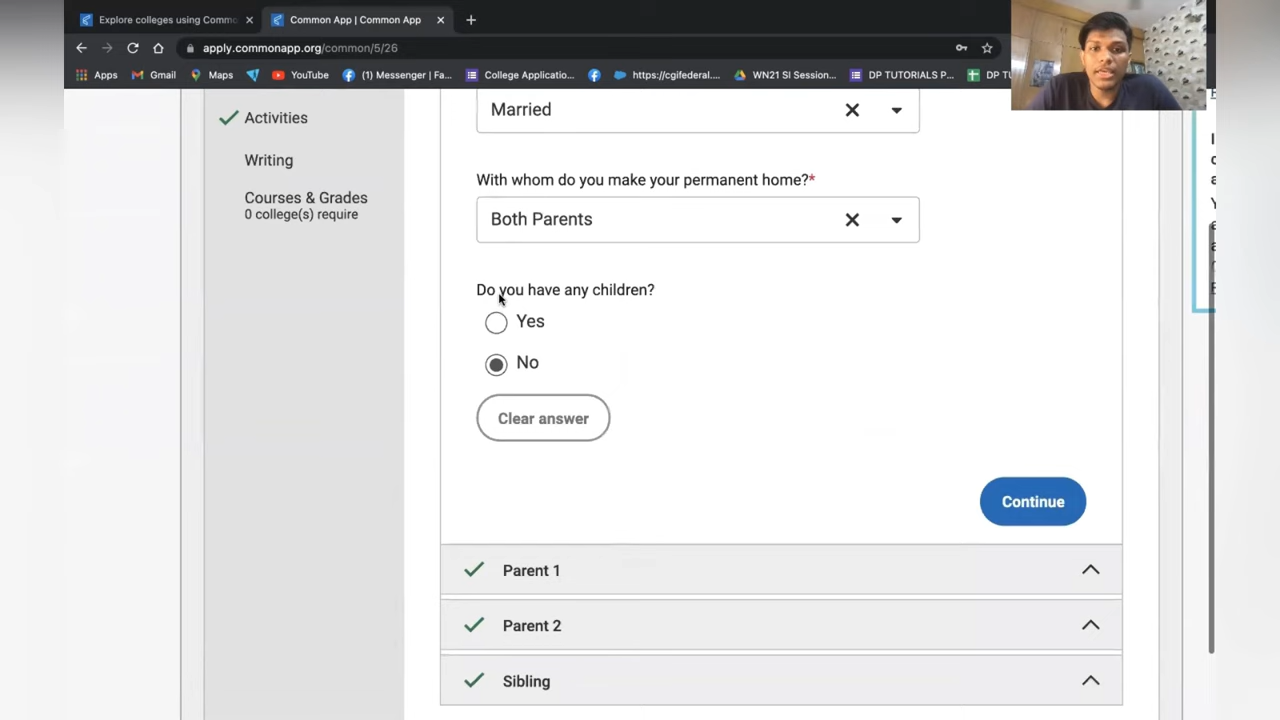 Explore colleges using Commo
Common App | Common App
apply.commonapp.org/common/5/26
Apps
Gmail
Maps
YouTube
(1) Messenger | Fa...
College Applicatio...
https://cgifederal....
WN21 SI Session...
DP TUTORIALS P...
DP TU
Activities
Writing
Courses & Grades
0 college(s) require
Married
With whom do you make your permanent home?*
Both Parents
Do you have any children?
Yes
No
Clear answer
Continue
Parent 1
Parent 2
Sibling